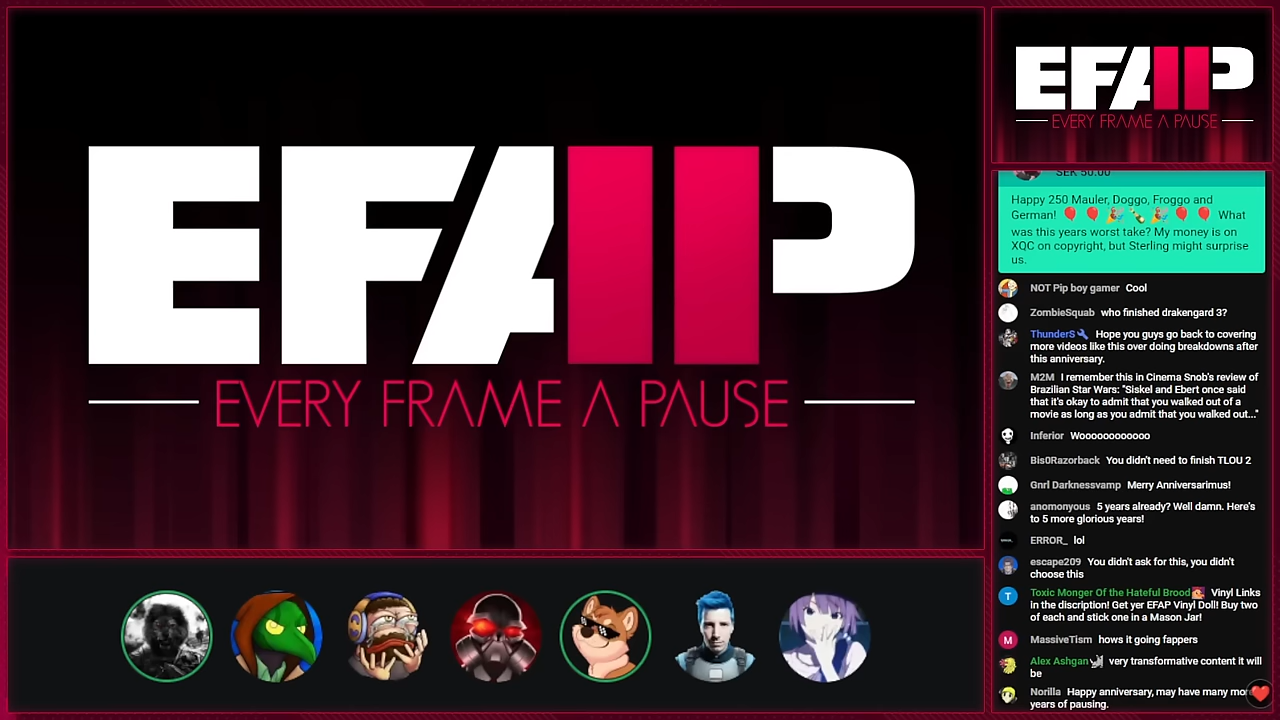 EFAP
EVERY FRAME A PAUSE
EFAP
EVERY FRAME A PAUSE
SEK 50.00
Happy 250 Mauler, Doggo, Froggo and
German! 🎈 🎈 🎉 🍾 🎉 🎈 🎈 What
was this years worst take? My money is on
XQC on copyright, but Sterling might surprise
us.
NOT Pip boy gamer Cool
ZombieSquab who finished drakengard 3?
ThunderS Hope you guys go back to covering
more videos like this over doing breakdowns after
this anniversary.
M2M I remember this in Cinema Snob's review of
Brazilian Star Wars: "Siskel and Ebert once said
that it's okay to admit that you walked out of a
movie as long as you admit that you walked out..."
Inferior Woooooooooooo
Bis0Razorback You didn't need to finish TLOU 2
Gnrl Darknessvamp Merry Anniversarimus!
anomonyous 5 years already? Well damn. Here's
to 5 more glorious years!
ERROR_ lol
escape209 You didn't ask for this, you didn't
choose this
T
Toxic Monger Of the Hateful Brood Vinyl Links
in the discription! Get yer EFAP Vinyl Doll! Buy two
of each and stick one in a Mason Jar!
M
MassiveTism hows it going fappers
Alex Ashgan very transformative content it will
be
Norilla Happy anniversary, may have many more
years of pausing.